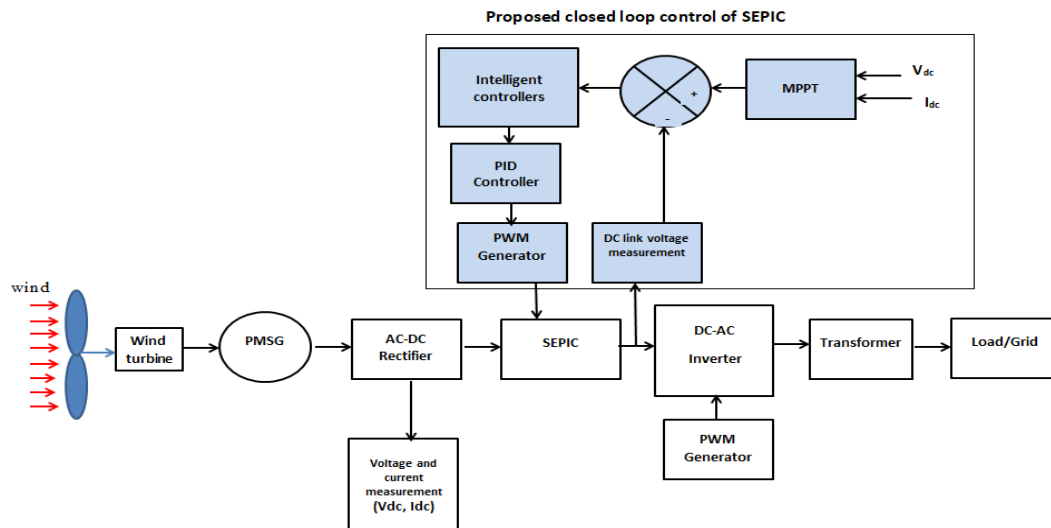 Proposed closed loop control of SEPIC
Intelligent
controllers
+
-
MPPT
Vdc
Idc
PID
Controller
PWM
Generator
DC link voltage
measurement
wind
Wind
turbine
PMSG
AC-DC
Rectifier
SEPIC
DC-AC
Inverter
Transformer
Load/Grid
Voltage and
current
measurement
(Vdc, Idc)
PWM
Generator